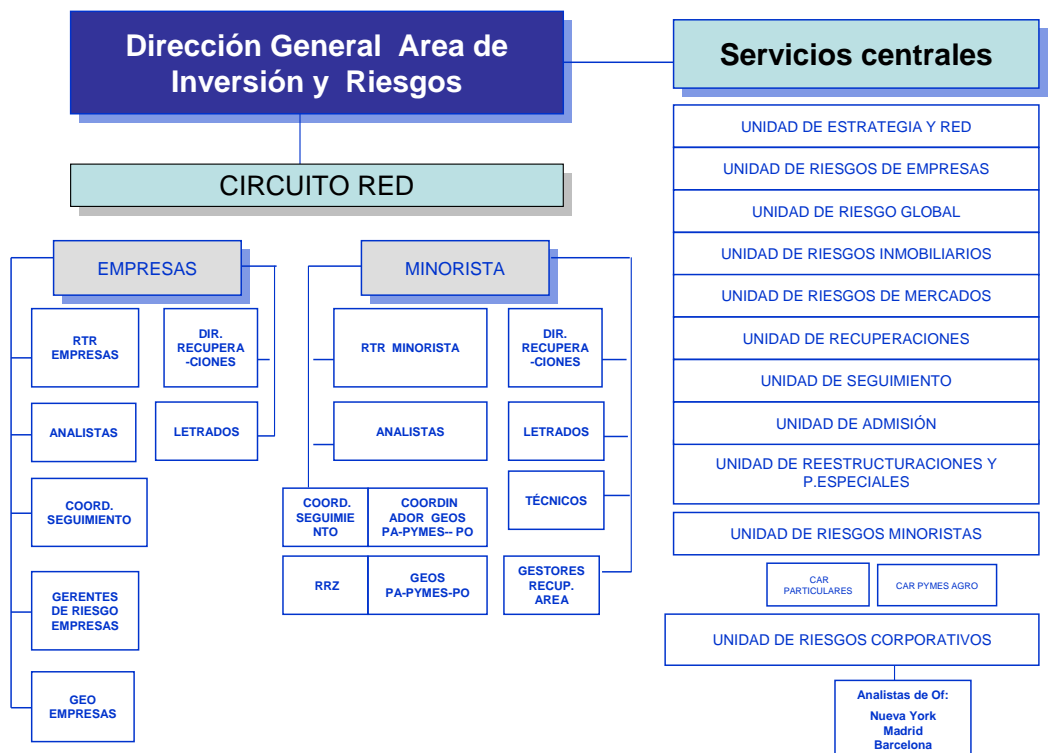 Dirección General Area de
Inversión y Riesgos
Servicios centrales
CIRCUITO RED
EMPRESAS
RTR
EMPRESAS
DIR.
RECUPERA
-CIONES
ANALISTAS
LETRADOS
COORD.
SEGUIMIENTO
GERENTES
DE RIESGO
EMPRESAS
GEO
EMPRESAS
MINORISTA
RTR MINORISTA
DIR.
RECUPERA
-CIONES
ANALISTAS
LETRADOS
COORD.
SEGUIMIE
NTO
COORDIN
ADOR GEOS
PA-PYMES-- PO
TÉCNICOS
RRZ
GEOS
PA-PYMES-PO
GESTORES
RECUP.
AREA
UNIDAD DE ESTRATEGIA Y RED
UNIDAD DE RIESGOS DE EMPRESAS
UNIDAD DE RIESGO GLOBAL
UNIDAD DE RIESGOS INMOBILIARIOS
UNIDAD DE RIESGOS DE MERCADOS
UNIDAD DE RECUPERACIONES
UNIDAD DE SEGUIMIENTO
UNIDAD DE ADMISIÓN
UNIDAD DE REESTRUCTURACIONES Y
P.ESPECIALES
UNIDAD DE RIESGOS MINORISTAS
CAR
PARTICULARES
CAR PYMES AGRO
UNIDAD DE RIESGOS CORPORATIVOS
Analistas de Of:
Nueva York
Madrid
Barcelona